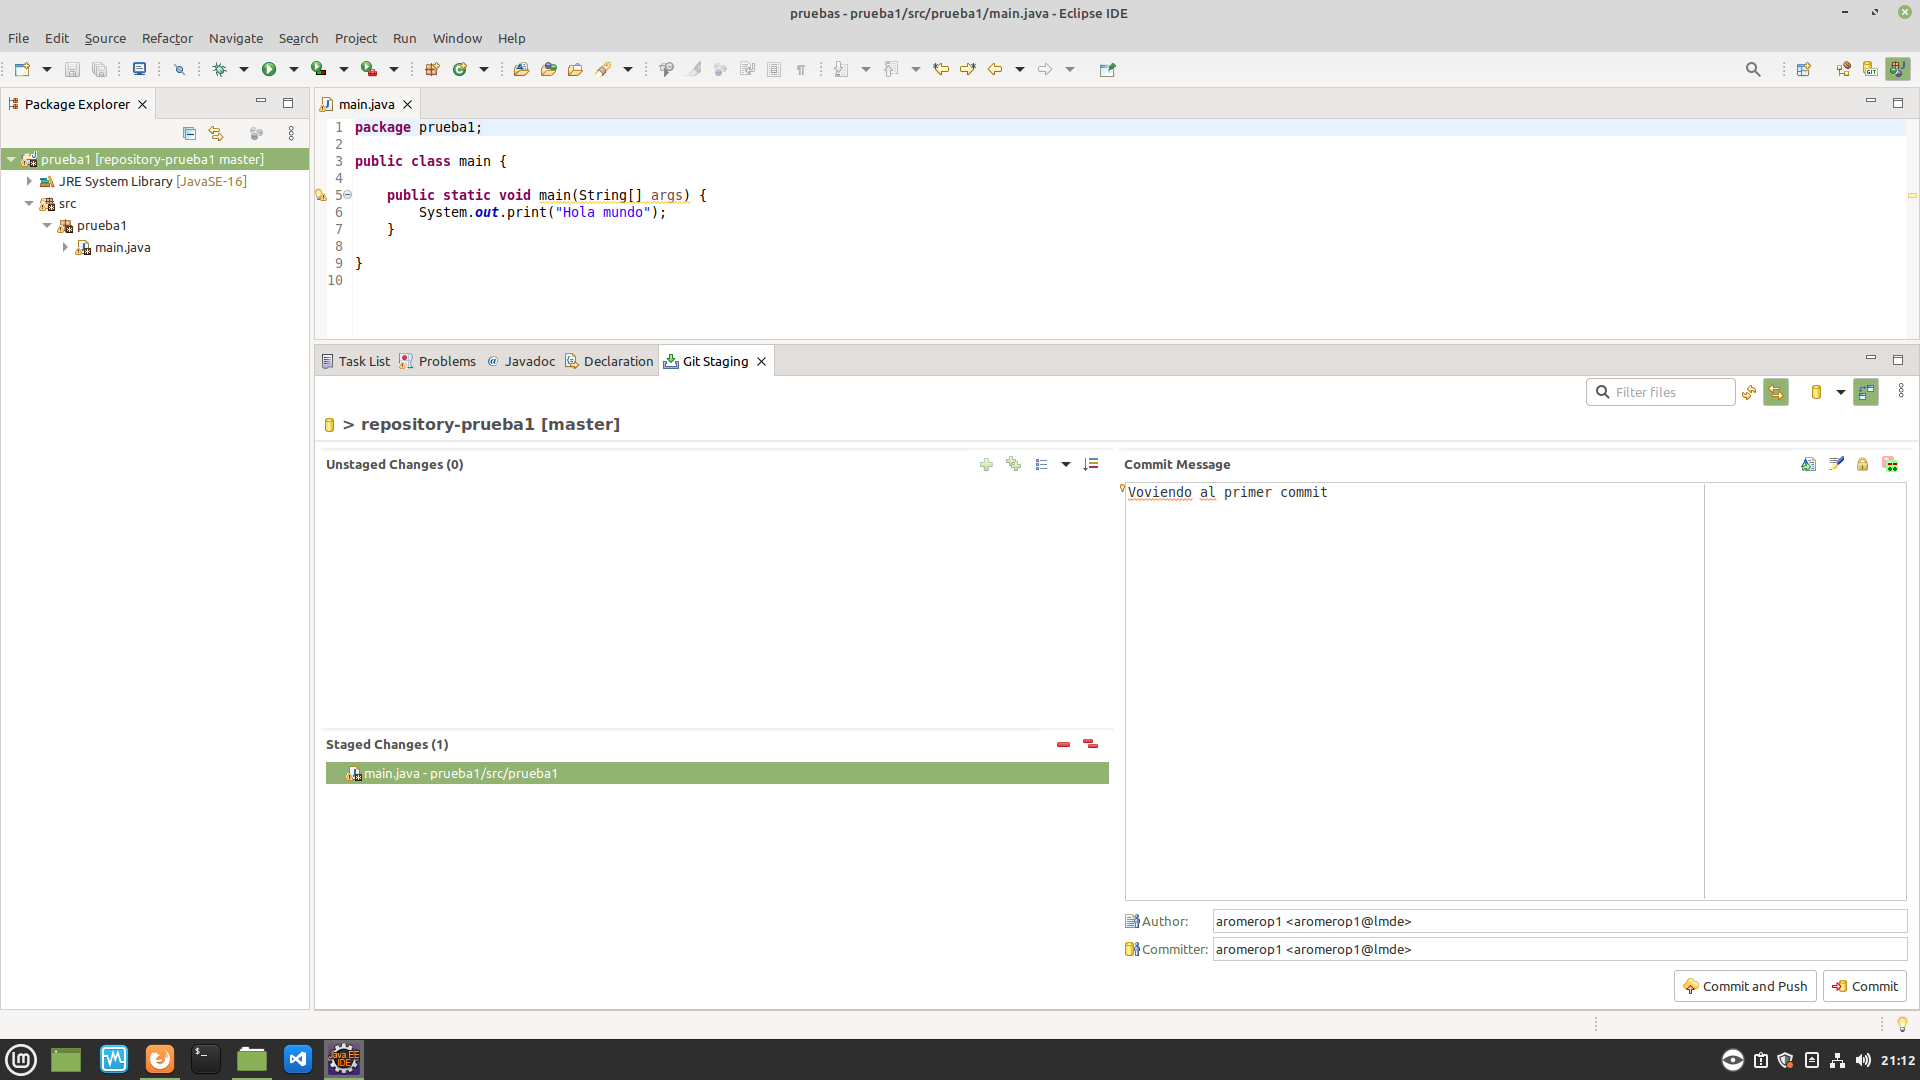 pruebas - prueba1/src/prueba1/main.java - Eclipse IDE
File Edit Source Refactor Navigate Search Project Run Window Help
Package Explorer
prueba1 [repository-prueba1 master]
JRE System Library [JavaSE-16]
src
prueba1
main.java
main.java
1 package prueba1;
2
3 public class main {
4
5 public static void main(String[] args) {
6 System.out.print("Hola mundo");
7 }
8
9 }
10
Task List Problems @ Javadoc Declaration Git Staging
Filter files
> repository-prueba1 [master]
Unstaged Changes (0)
Staged Changes (1)
main.java - prueba1/src/prueba1
Commit Message
Voviendo al primer commit
Author: aromerop1 <aromerop1@lmde>
Committer: aromerop1 <aromerop1@lmde>
Commit and Push Commit
Java EE
IDE
21:12